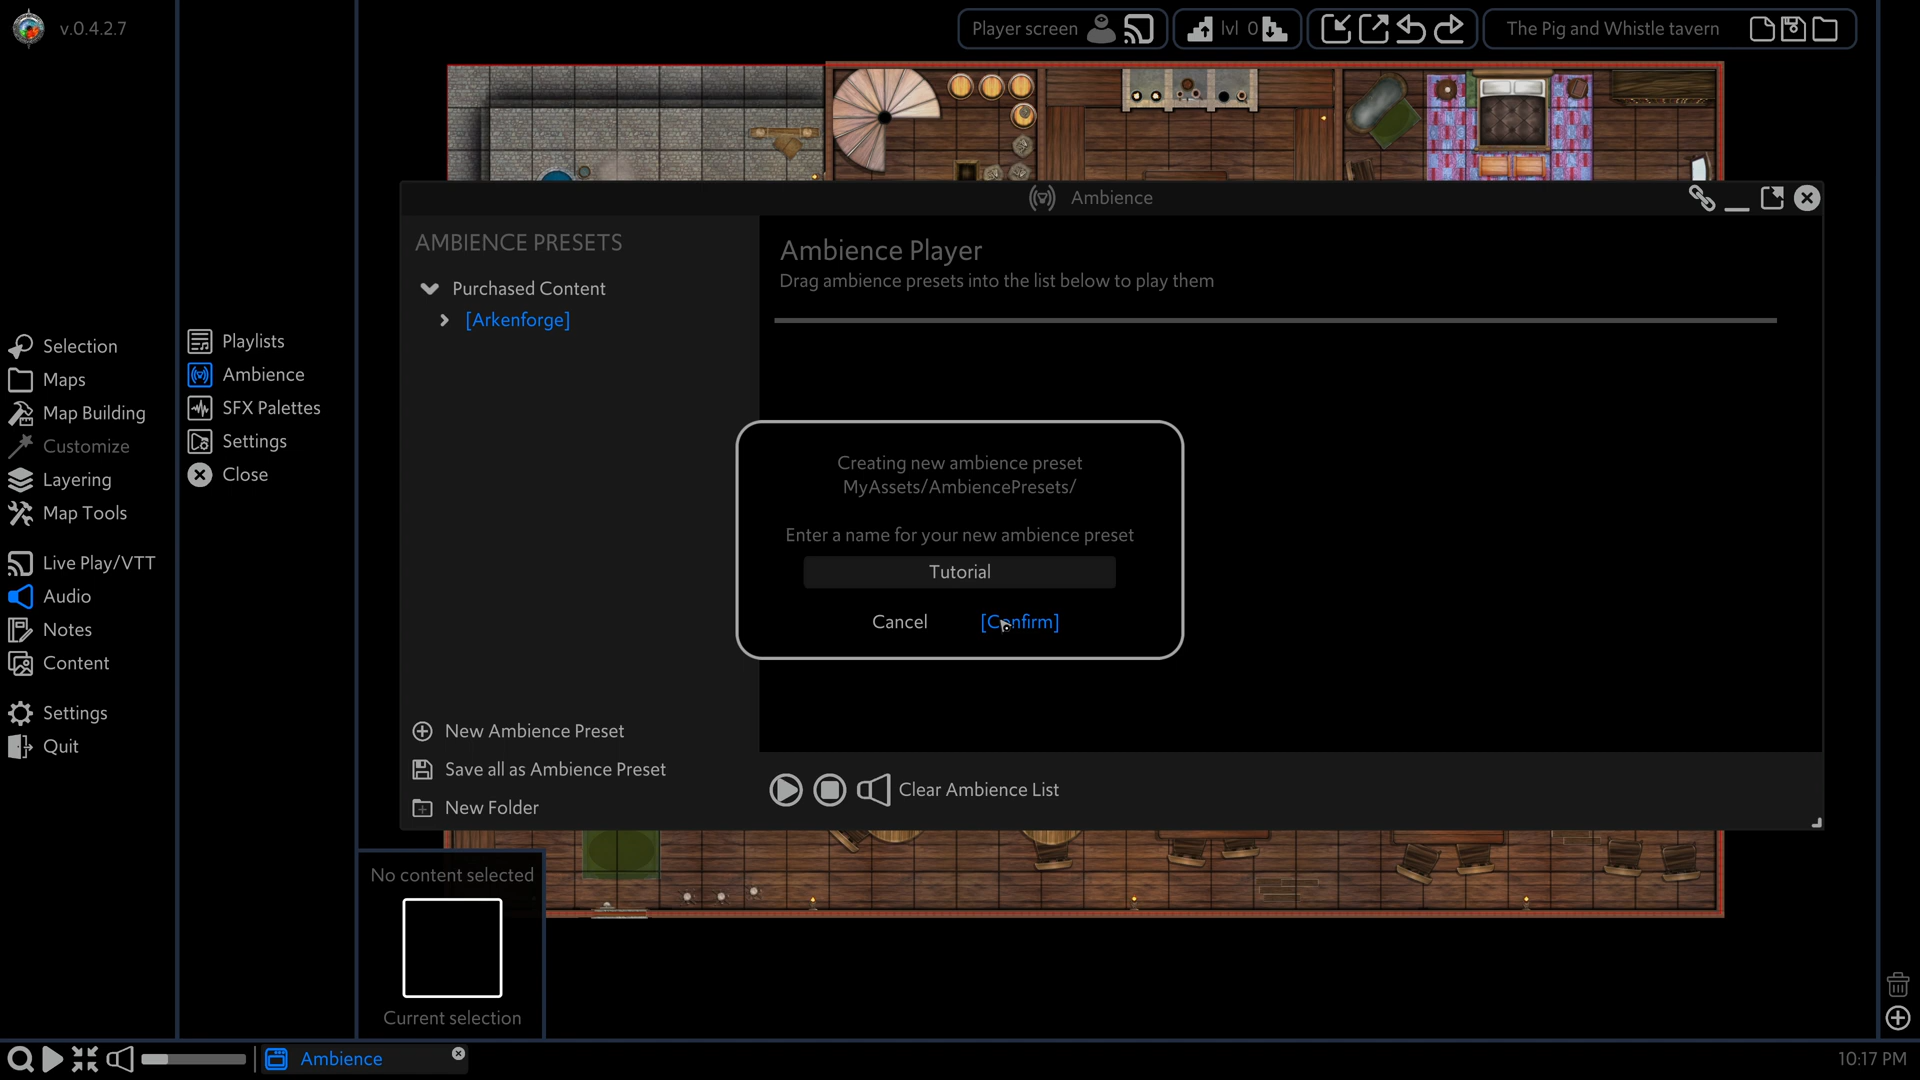 v.0.4.2.7
Player screen
lvl 0
The Pig and Whistle tavern
Ambience
AMBIENCE PRESETS
Purchased Content
[Arkenforge]
Ambience Player
Drag ambience presets into the list below to play them
Selection
Maps
Map Building
Customize
Layering
Map Tools
Live Play/VTT
Audio
Notes
Content
Settings
Quit
Playlists
Ambience
SFX Palettes
Settings
Close
Creating new ambience preset
MyAssets/AmbiencePresets/
Enter a name for your new ambience preset
Tutorial
Cancel
[Confirm]
New Ambience Preset
Save all as Ambience Preset
New Folder
Clear Ambience List
No content selected
Current selection
Ambience
10:17 PM